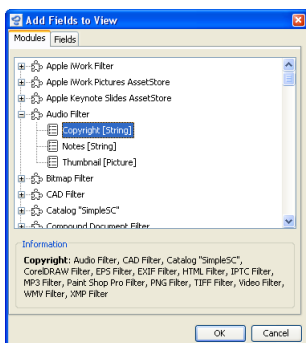 Add Fields to View
Modules Fields
Apple iWork Filter
Apple iWork Pictures AssetStore
Apple Keynote Slides AssetStore
Audio Filter
Copyright [String]
Notes [String]
Thumbnail [Picture]
Bitmap Filter
CAD Filter
Catalog "SimpleSC"
Compound Document Filter
Information
Copyright: Audio Filter, CAD Filter, Catalog "SimpleSC",
CorelDRAW Filter, EPS Filter, EXIF Filter, HTML Filter, IPTC Filter,
MP3 Filter, Paint Shop Pro Filter, PNG Filter, TIFF Filter, Video Filter,
WMV Filter, XMP Filter
OK Cancel